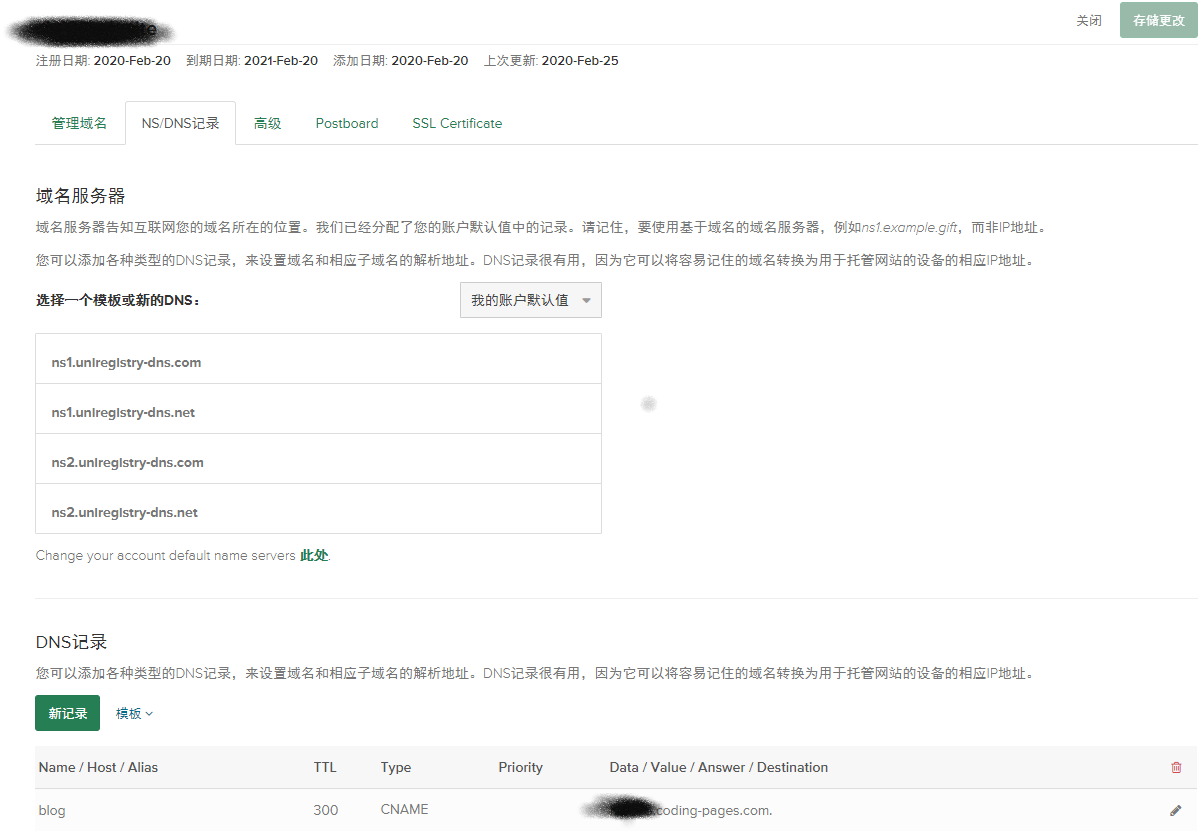 关闭
存储更改
注册日期: 2020-Feb-20 到期日期: 2021-Feb-20 添加日期: 2020-Feb-20 上次更新: 2020-Feb-25
管理域名 NS/DNS记录 高级 Postboard SSL Certificate
域名服务器
域名服务器告知互联网您的域名所在的位置。我们已经分配了您的账户默认值中的记录。请记住，要使用基于域名的域名服务器，例如ns1.example.gift，而非IP地址。
您可以添加各种类型的DNS记录，来设置域名和相应子域名的解析地址。DNS记录很有用，因为它可以将容易记住的域名转换为用于托管网站的设备的相应IP地址。
选择一个模板或新的DNS： 我的账户默认值
ns1.uniregistry-dns.com
ns1.uniregistry-dns.net
ns2.uniregistry-dns.com
ns2.uniregistry-dns.net
Change your account default name servers 此处.
DNS记录
您可以添加各种类型的DNS记录，来设置域名和相应子域名的解析地址。DNS记录很有用，因为它可以将容易记住的域名转换为用于托管网站的设备的相应IP地址。
新记录 模板
Name / Host / Alias TTL Type Priority Data / Value / Answer / Destination
blog 300 CNAME coding-pages.com.